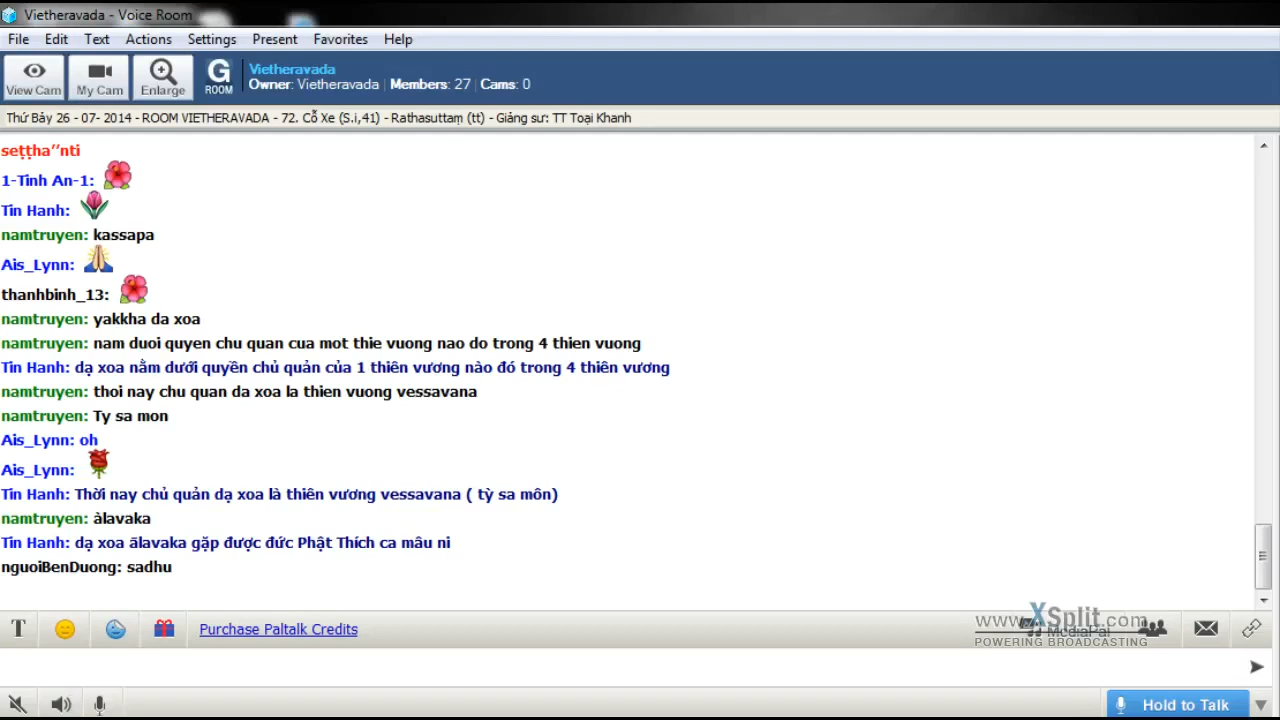 Vietheravada - Voice Room
File Edit Text Actions Settings Present Favorites Help
View Cam My Cam Enlarge G ROOM
Vietheravada
Owner: Vietheravada | Members: 27 | Cams: 0
Thứ Bảy 26 - 07- 2014 - ROOM VIETHERAVADA - 72. Cỗ Xe (S.i,41) - Rathasuttaṃ (tt) - Giảng sư: TT Toại Khanh
seṭṭha’’nti
1-Tinh An-1:
Tin Hanh:
namtruyen: kassapa
Ais_Lynn:
thanhbinh_13:
namtruyen: yakkha da xoa
namtruyen: nam duoi quyen chu quan cua mot thie vuong nao do trong 4 thien vuong
Tin Hanh: dạ xoa nằm dưới quyền chủ quản của 1 thiên vương nào đó trong 4 thiên vương
namtruyen: thoi nay chu quan da xoa la thien vuong vessavana
namtruyen: Ty sa mon
Ais_Lynn: oh
Ais_Lynn:
Tin Hanh: Thời nay chủ quản dạ xoa là thiên vương vessavana ( tỳ sa môn)
namtruyen: àlavaka
Tin Hanh: dạ xoa ãlavaka gặp được đức Phật Thích ca mâu ni
nguoiBenDuong: sadhu
T Purchase Paltalk Credits
www.XSplit.com
MediaPal
POWERING BROADCASTING
Hold to Talk